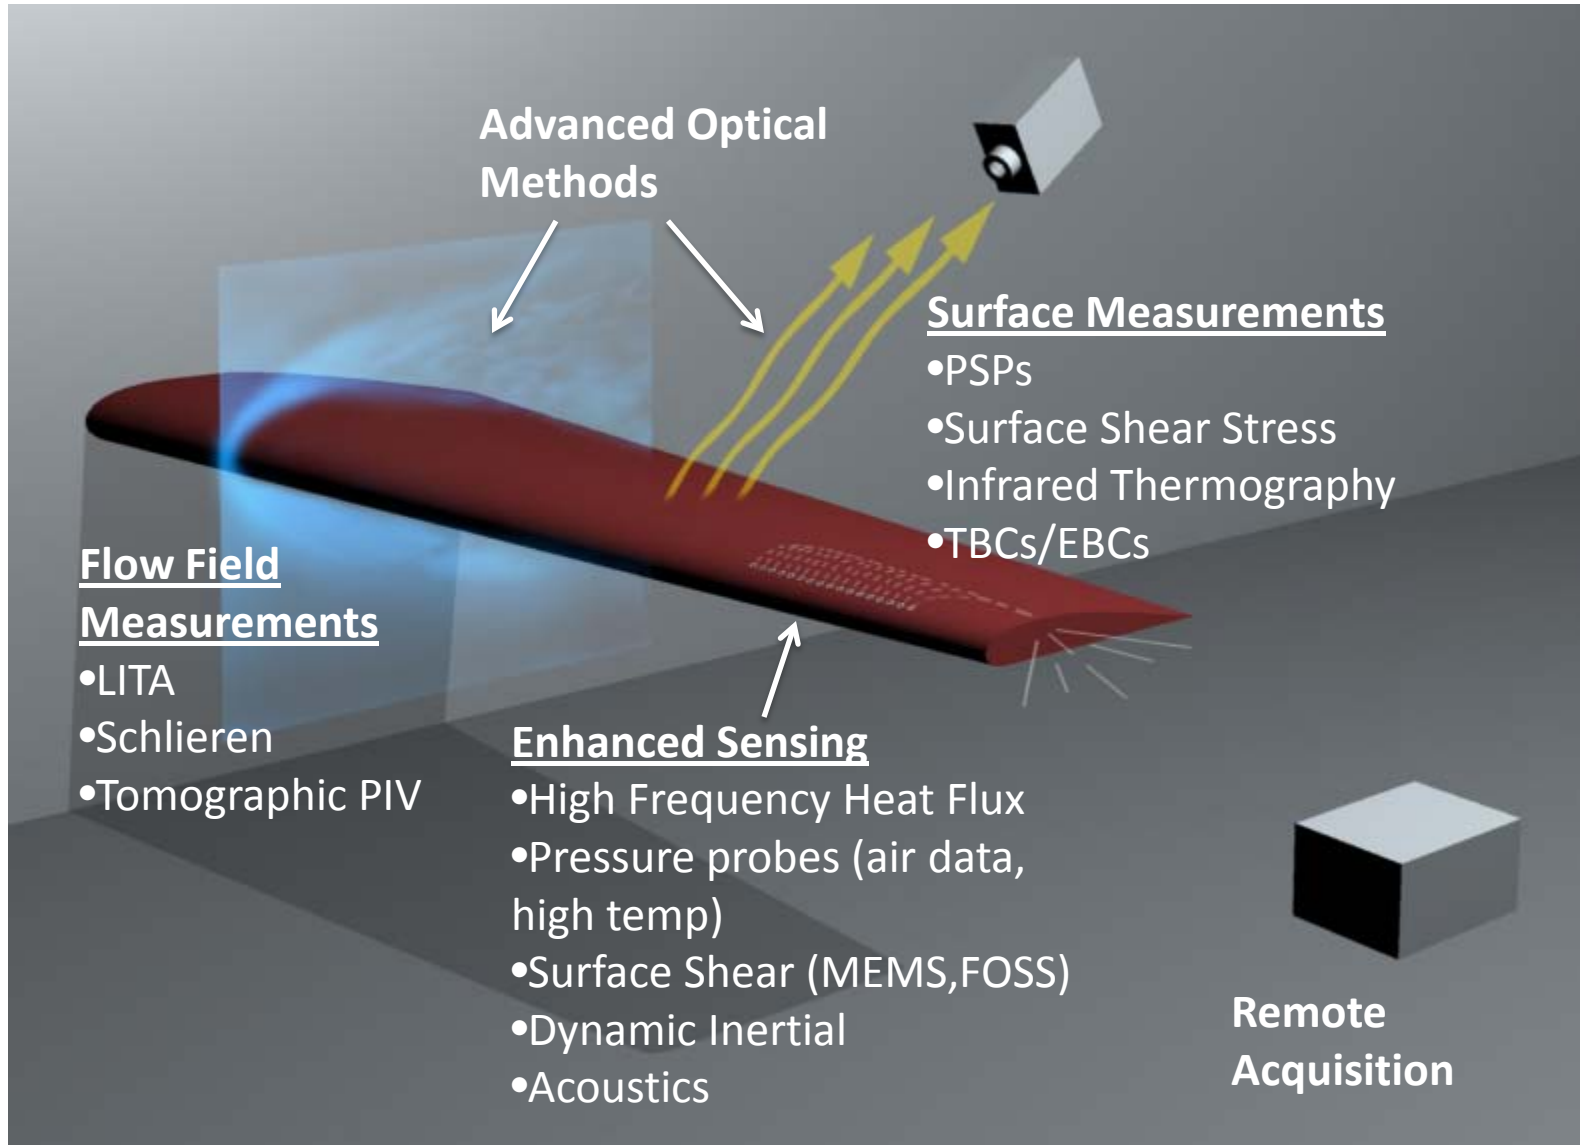 Advanced Optical
Methods
Surface Measurements
•PSPs
•Surface Shear Stress
•Infrared Thermography
•TBCs/EBCs
Flow Field
Measurements
•LITA
•Schlieren
•Tomographic PIV
Enhanced Sensing
•High Frequency Heat Flux
•Pressure probes (air data,
high temp)
•Surface Shear (MEMS,FOSS)
•Dynamic Inertial
•Acoustics
Remote
Acquisition